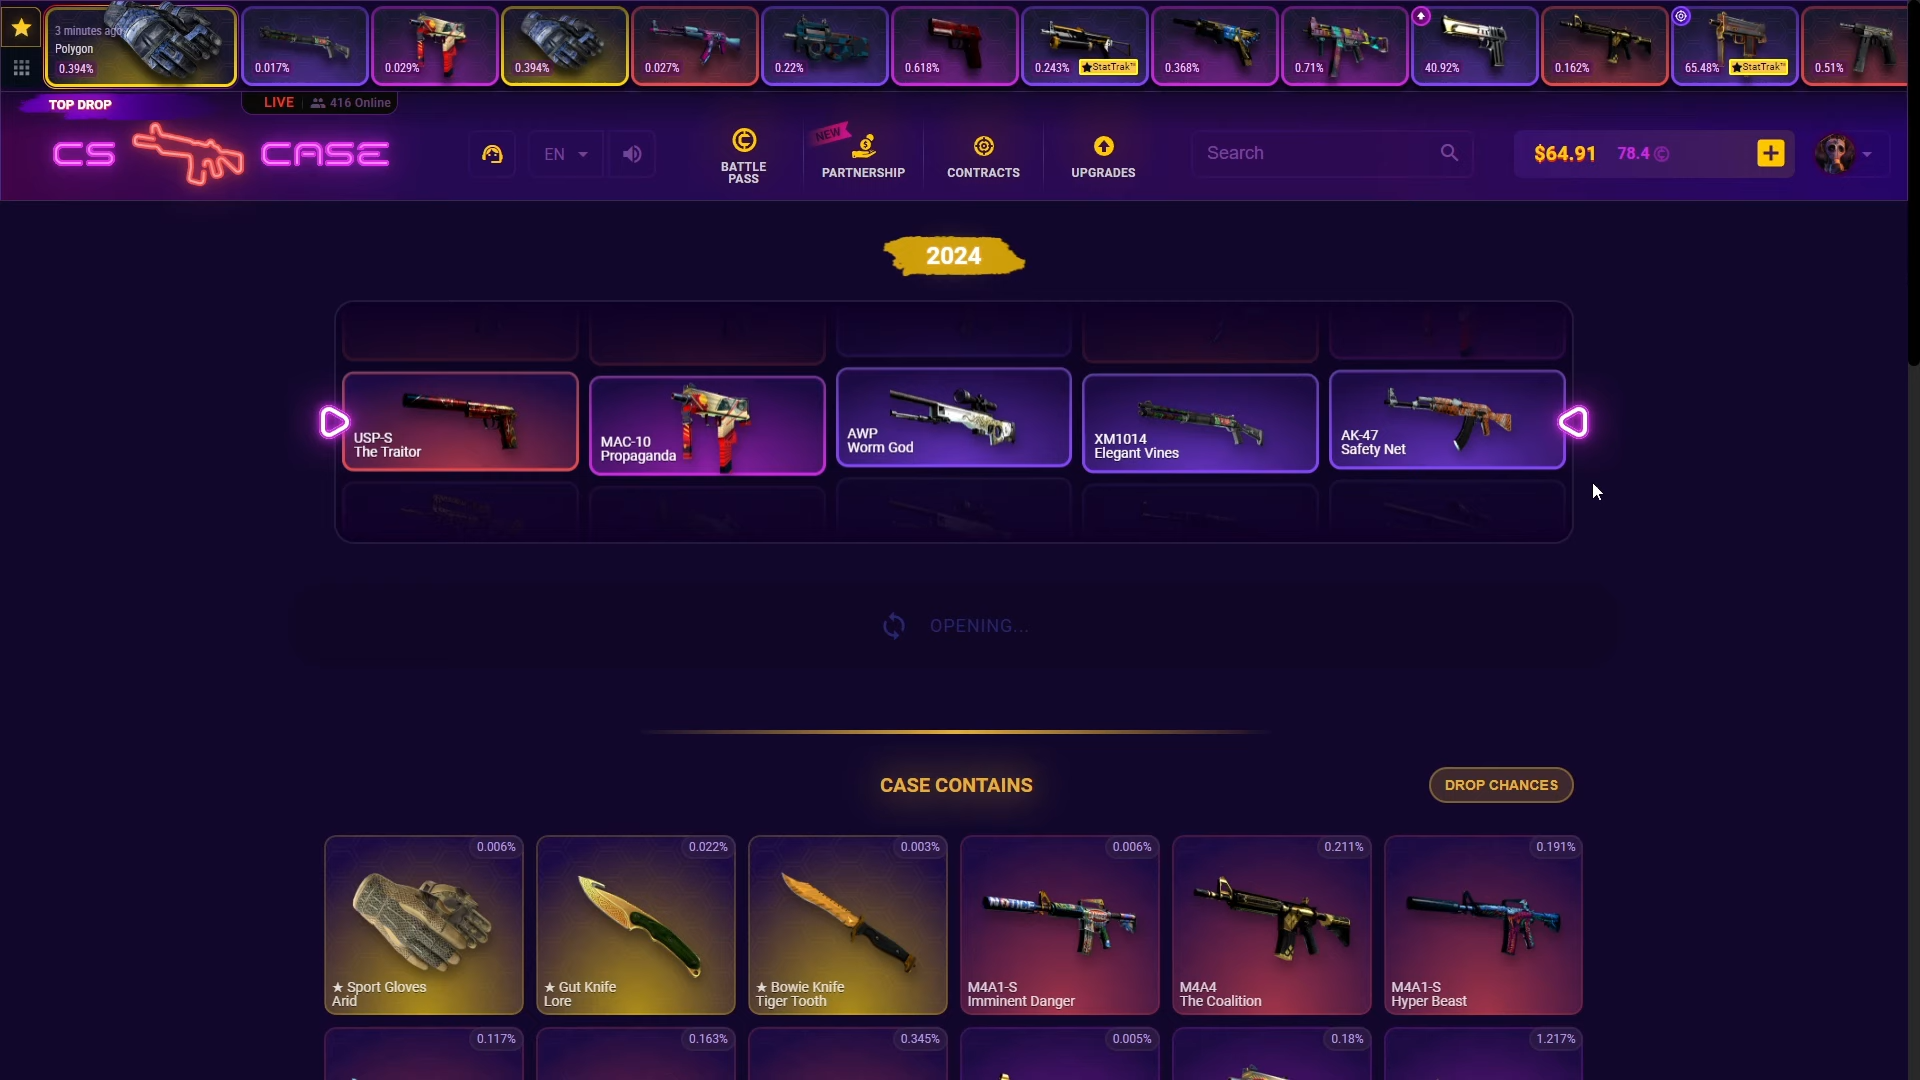 3 minutes ago
Polygon
0.394%
0.017%
0.029%
0.394%
0.027%
0.22%
0.618%
0.243%
StatTrak™
0.368%
0.71%
40.92%
0.162%
65.48%
StatTrak™
0.51%
TOP DROP
LIVE
416 Online
CS CASE
EN
BATTLE
PASS
NEW
PARTNERSHIP
CONTRACTS
UPGRADES
Search
$64.91
78.4
2024
USP-S
The Traitor
MAC-10
Propaganda
AWP
Worm God
XM1014
Elegant Vines
AK-47
Safety Net
OPENING...
CASE CONTAINS
DROP CHANCES
0.006%
★ Sport Gloves
Arid
0.022%
★ Gut Knife
Lore
0.003%
★ Bowie Knife
Tiger Tooth
0.006%
M4A1-S
Imminent Danger
0.211%
M4A4
The Coalition
0.191%
M4A1-S
Hyper Beast
0.117%
0.163%
0.345%
0.005%
0.18%
1.217%